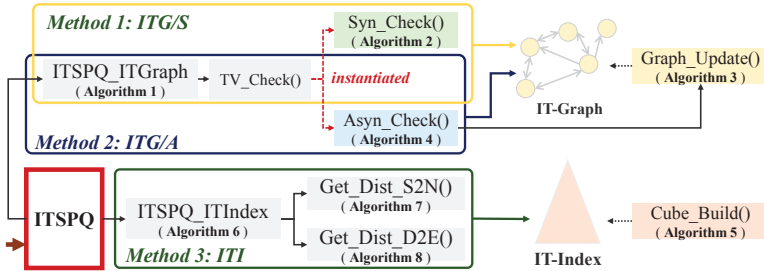 Method 1: ITG/S
Syn_Check()
( Algorithm 2 )
ITSPQ_ITGraph
( Algorithm 1 )
TV_Check()
instantiated
Graph_Update()
( Algorithm 3 )
IT-Graph
Asyn_Check()
( Algorithm 4 )
Method 2: ITG/A
ITSPQ
ITSPQ_ITIndex
( Algorithm 6 )
Get_Dist_S2N()
( Algorithm 7 )
Get_Dist_D2E()
( Algorithm 8 )
Method 3: ITI
Cube_Build()
( Algorithm 5 )
IT-Index